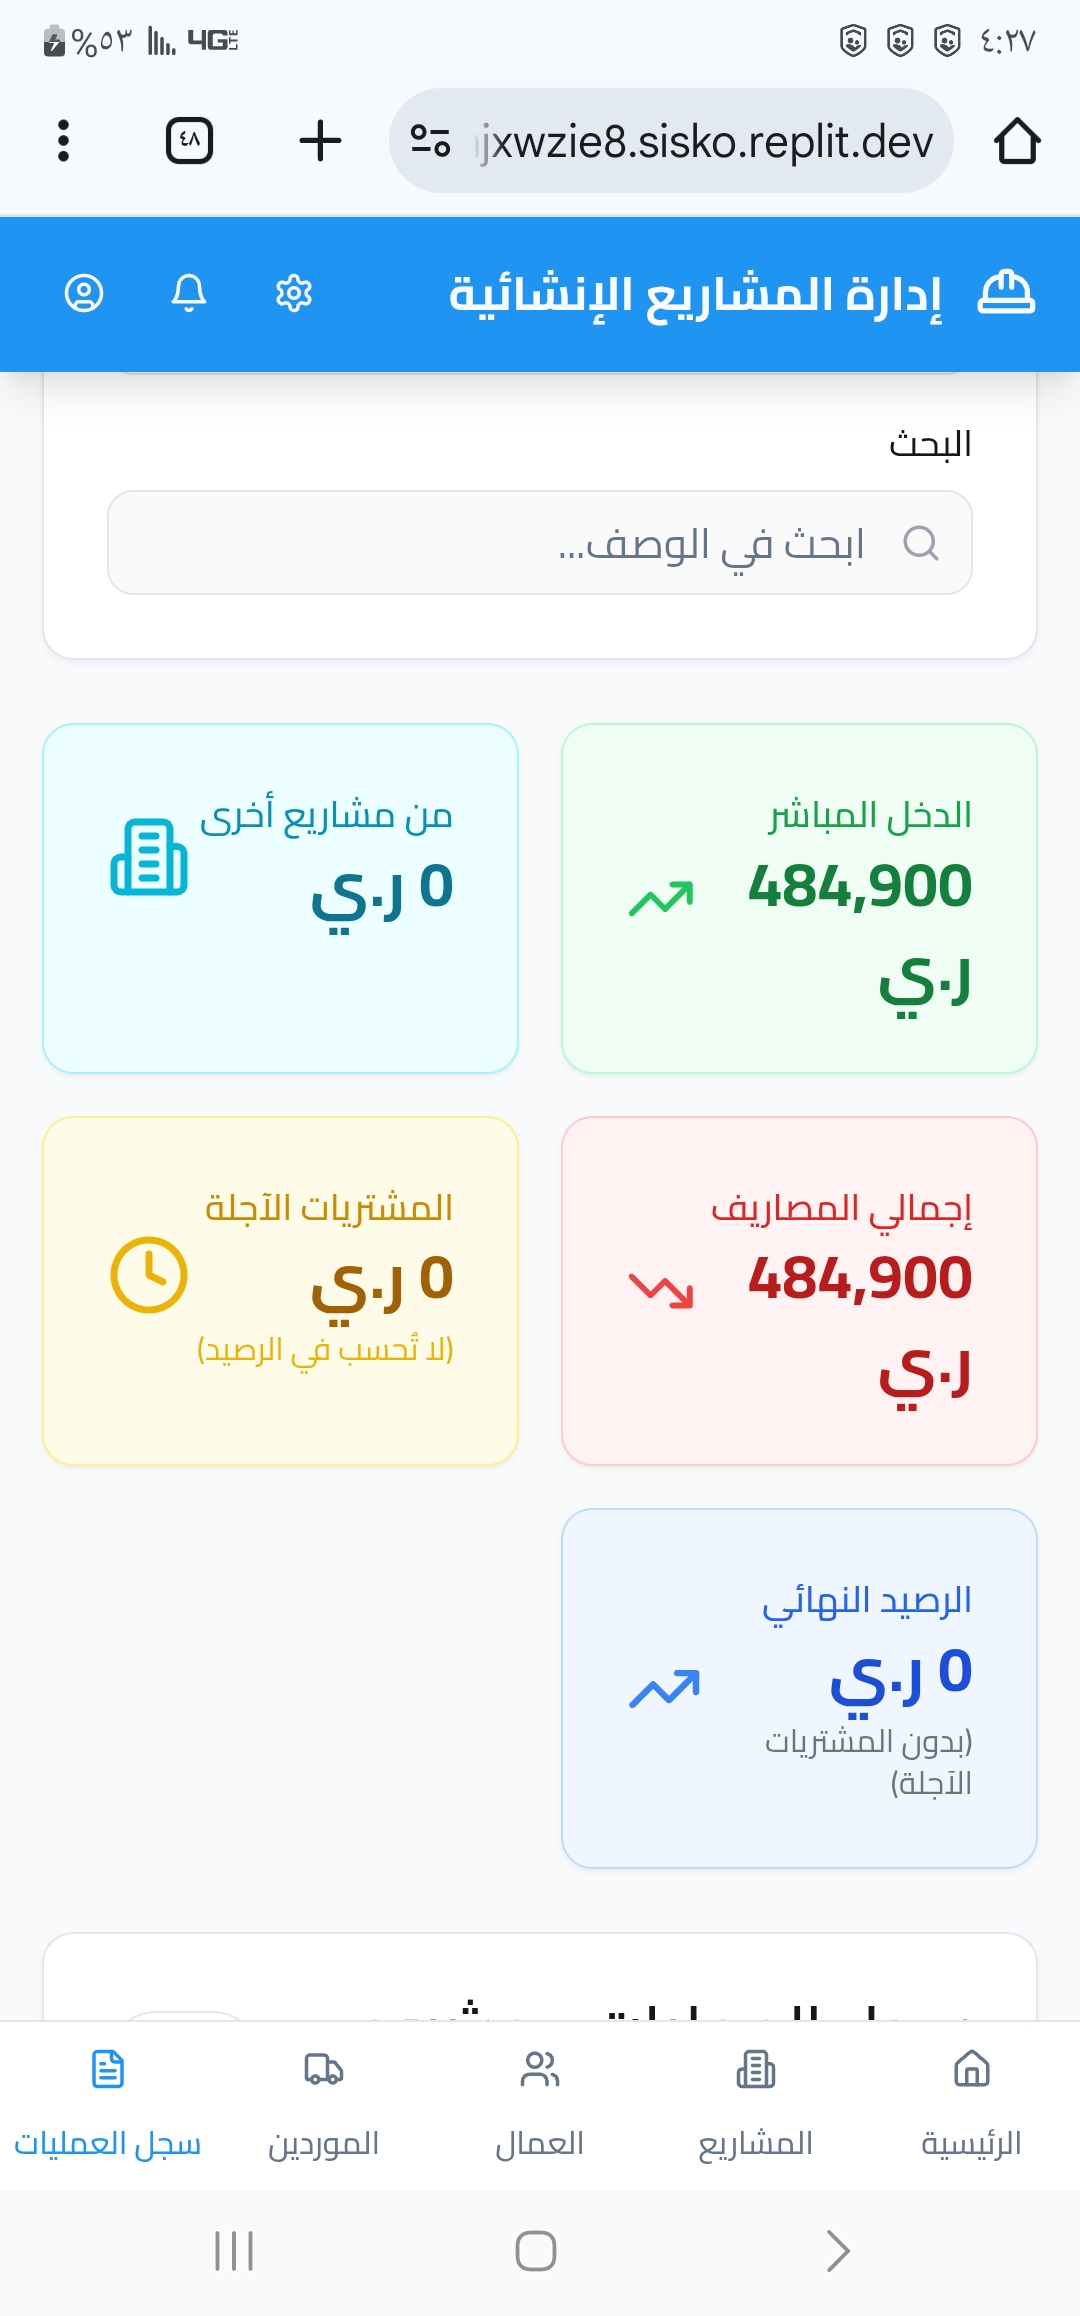 ٤:٢٧
4G LTE
%٥٣
jxwzie8.sisko.replit.dev
٤٨
إدارة المشاريع الإنشائية
البحث
ابحث في الوصف...
الدخل المباشر
484,900
ر.ي
من مشاريع أخرى
0 ر.ي
إجمالي المصاريف
484,900
ر.ي
المشتريات الآجلة
0 ر.ي
(لا تُحسب في الرصيد)
الرصيد النهائي
0 ر.ي
(بدون المشتريات
الآجلة)
الرئيسية
المشاريع
العمال
الموردين
سجل العمليات